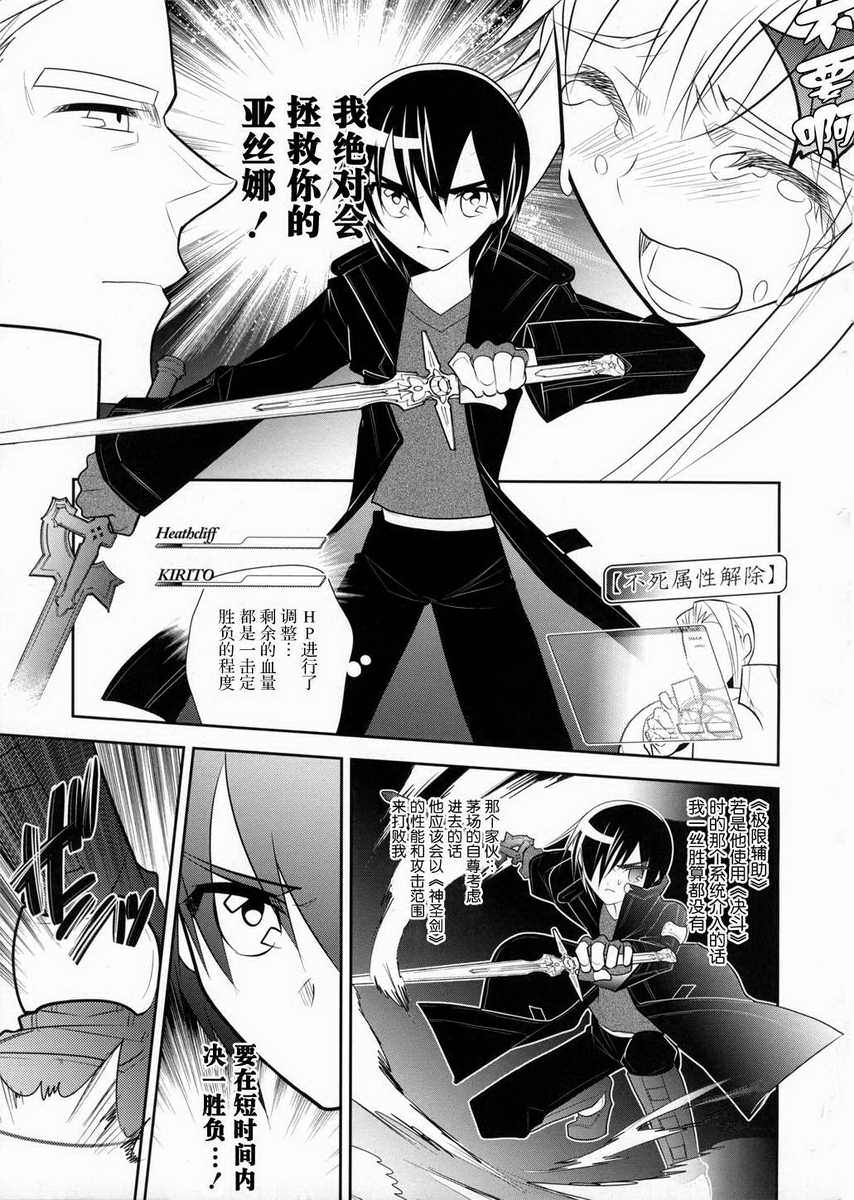 不要啊
我绝对会
拯救你的
亚丝娜！
Heathcliff
KIRITO
【不死属性解除】
HP进行了
调整…
剩余的血量
都是一击定
胜负的程度
《极限辅助》
若是他使用《决斗》
时的那个系统介入的话
我一丝胜算都没有
那个家伙…
茅场的自尊考虑
进去的话
他应该会以《神圣剑》
的性能和攻击范围
来打败我
要在短时间内
决一胜负…！